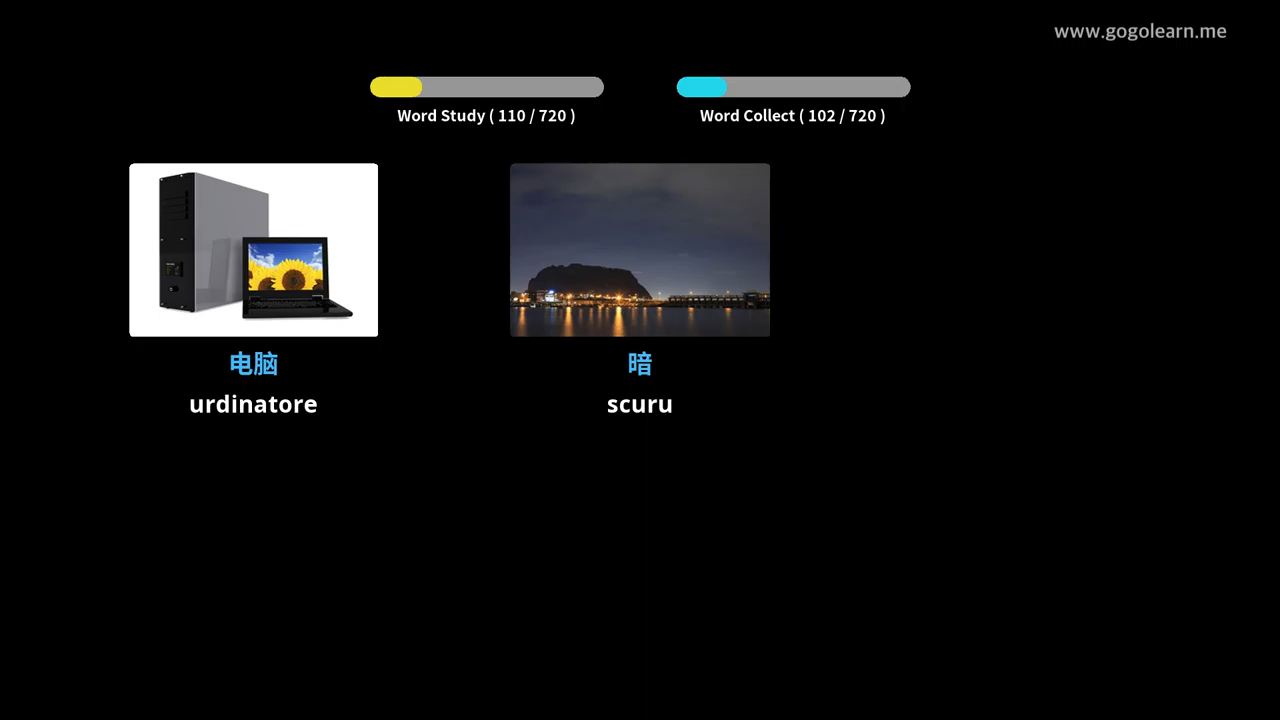 www.gogolearn.me
Word Study ( 110 / 720 )
Word Collect ( 102 / 720 )
电脑
urdinatore
暗
scuru